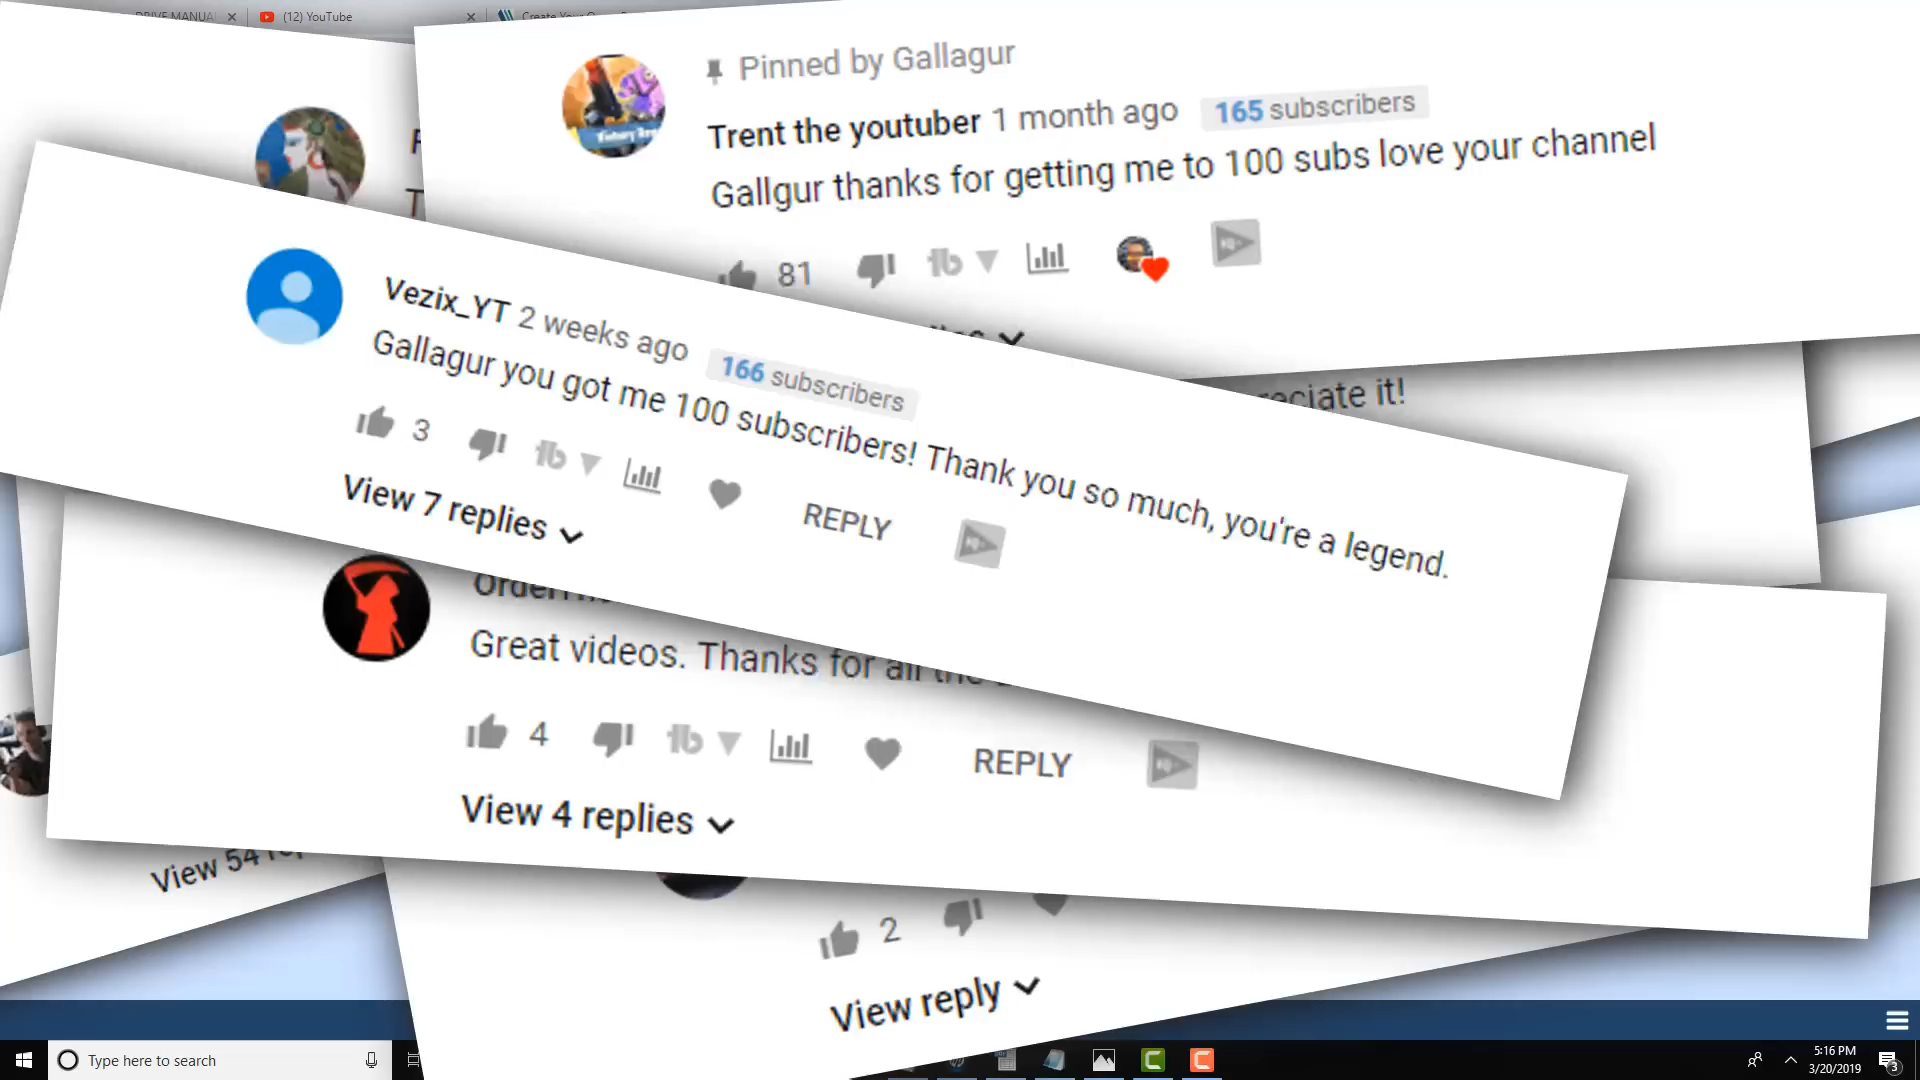 DRIVE MANUA
(12) YouTube
Create Your Own
Pinned by Gallagur
Trent the youtuber 1 month ago 165 subscribers
Gallgur thanks for getting me to 100 subs love your channel
81
Vezix_YT 2 weeks ago 166 subscribers
Gallagur you got me 100 subscribers! Thank you so much, you're a legend.
3
REPLY
View 7 replies
eciate it!
Great videos. Thanks for all the
4
REPLY
View 4 replies
View 54
2
View reply
Type here to search
5:16 PM
3/20/2019
3